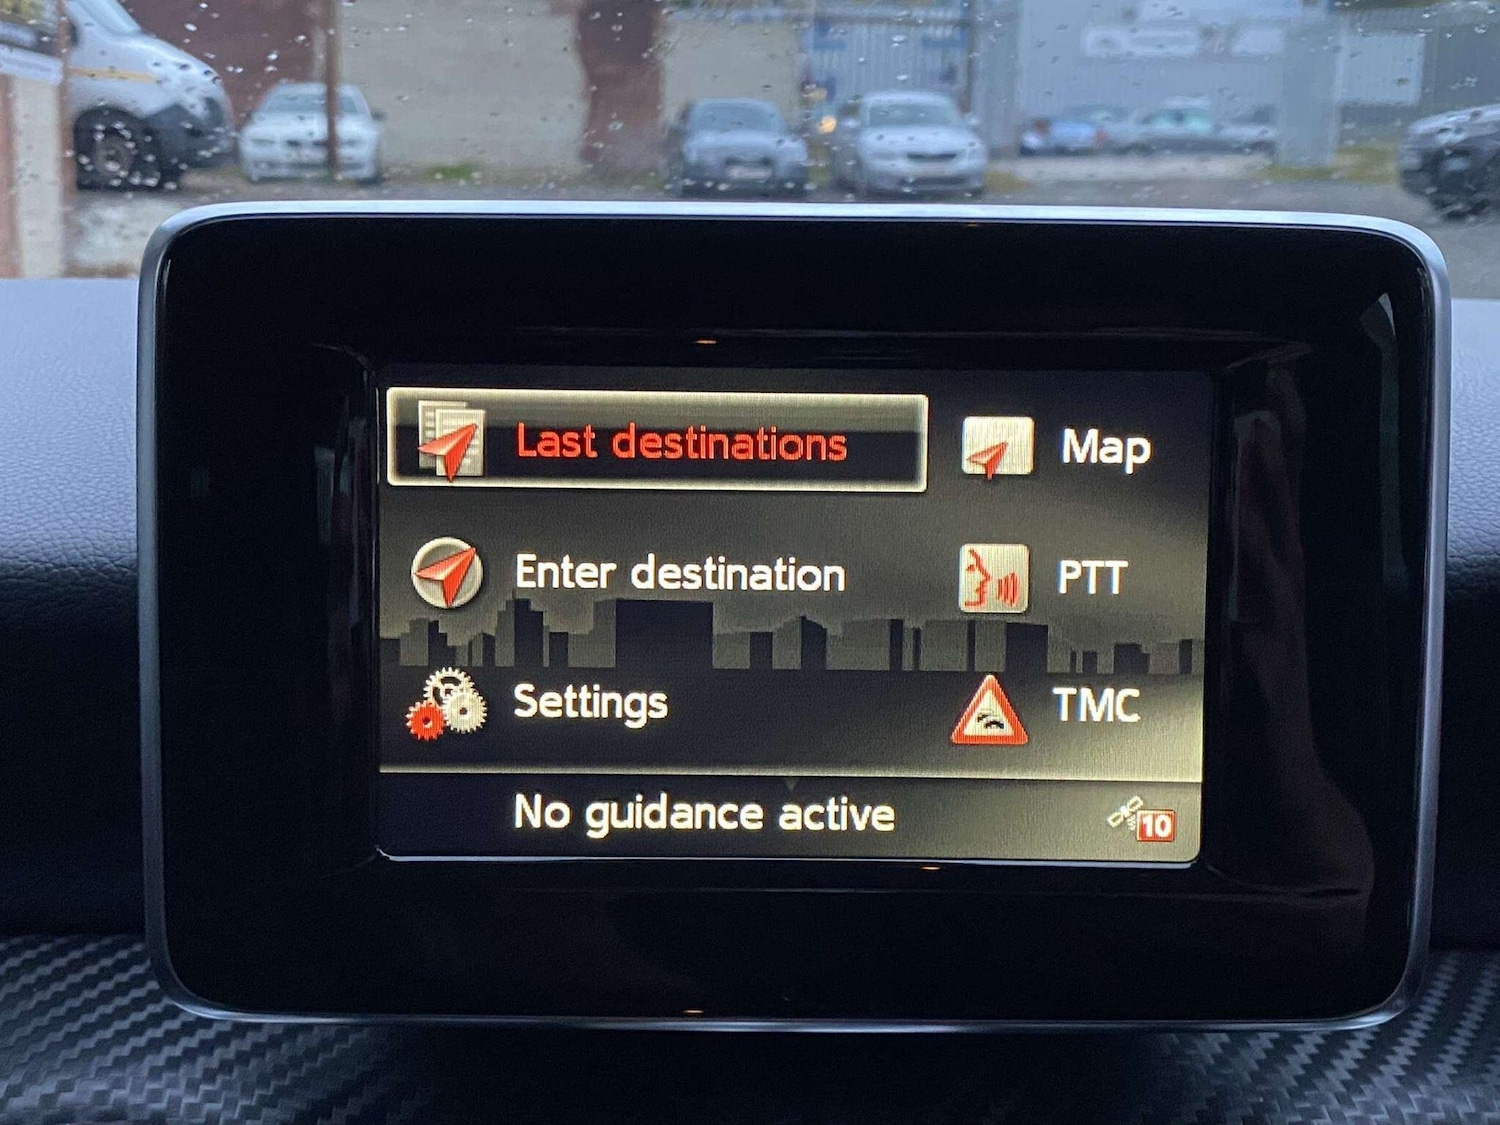 Last destinations
Map
Enter destination
PTT
Settings
TMC
No guidance active
10